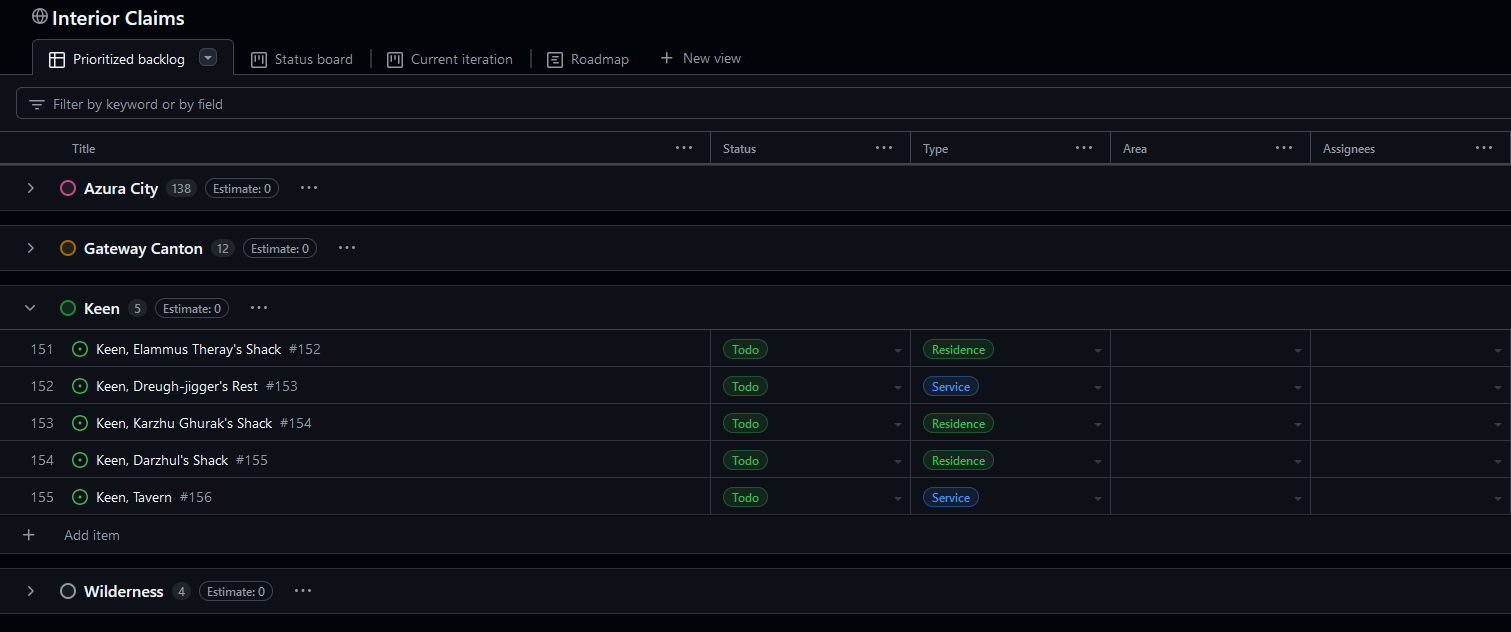 Interior Claims
Prioritized backlog Status board Current iteration Roadmap + New view
Filter by keyword or by field
Title ... Status ... Type ... Area ... Assignees ...
Azura City 138 Estimate: 0 ...
Gateway Canton 12 Estimate: 0 ...
Keen 5 Estimate: 0 ...
151 Keen, Elammus Theray's Shack #152 Todo Residence
152 Keen, Dreugh-jigger's Rest #153 Todo Service
153 Keen, Karzhu Ghurak's Shack #154 Todo Residence
154 Keen, Darzhul's Shack #155 Todo Residence
155 Keen, Tavern #156 Todo Service
+ Add item
Wilderness 4 Estimate: 0 ...